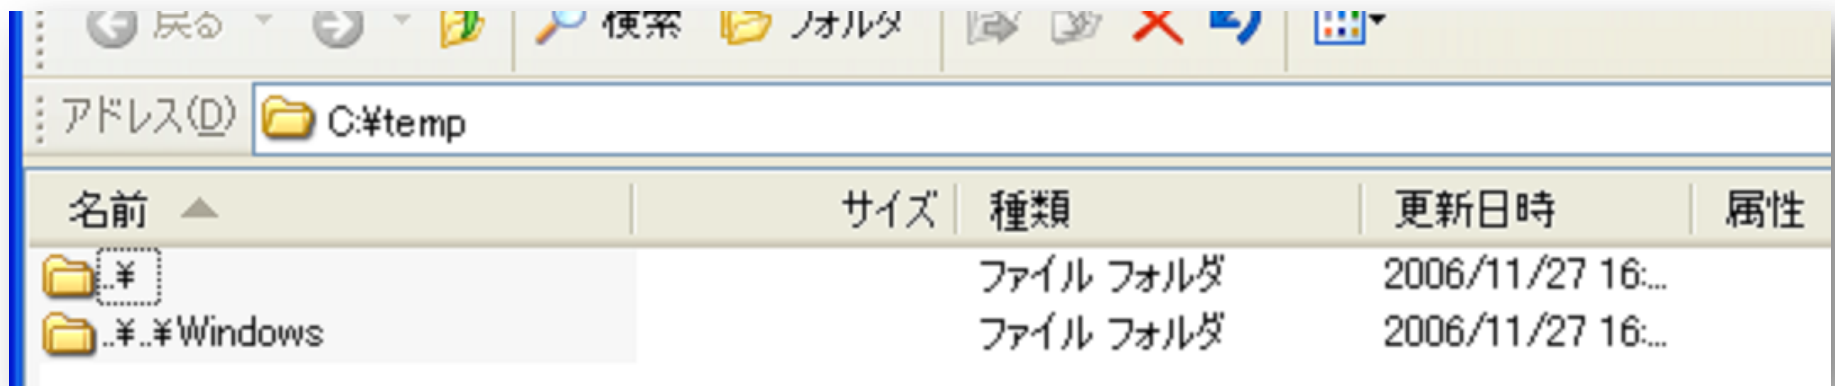 戻る 検索 フォルダ
アドレス(D) C:¥temp
名前 サイズ 種類 更新日時 属性
..¥ ファイル フォルダ 2006/11/27 16:...
..¥..¥Windows ファイル フォルダ 2006/11/27 16:...